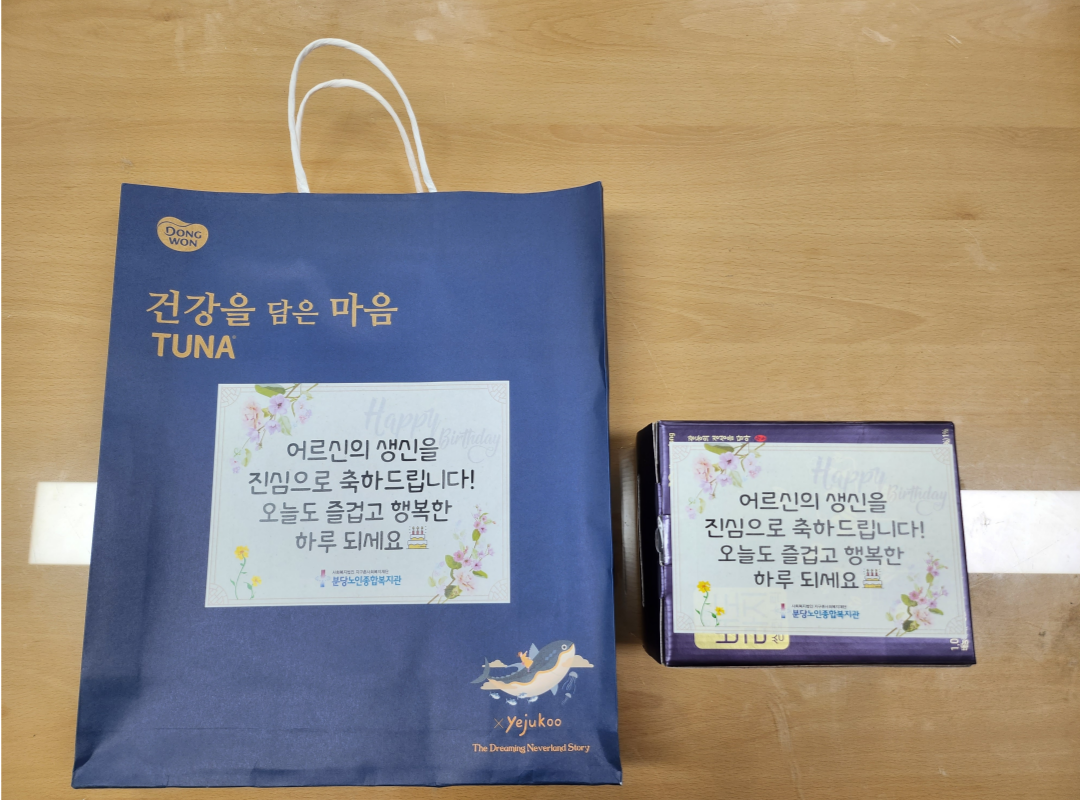 DONG
WON
건강을 담은 마음
TUNA
Happy
Birthday
어르신의 생신을
진심으로 축하드립니다!
오늘도 즐겁고 행복한
하루 되세요
분당노인종합복지관
× Yejukoo
The Dreaming Neverland Story
Happy
Birthday
어르신의 생신을
진심으로 축하드립니다!
오늘도 즐겁고 행복한
하루 되세요
분당노인종합복지관